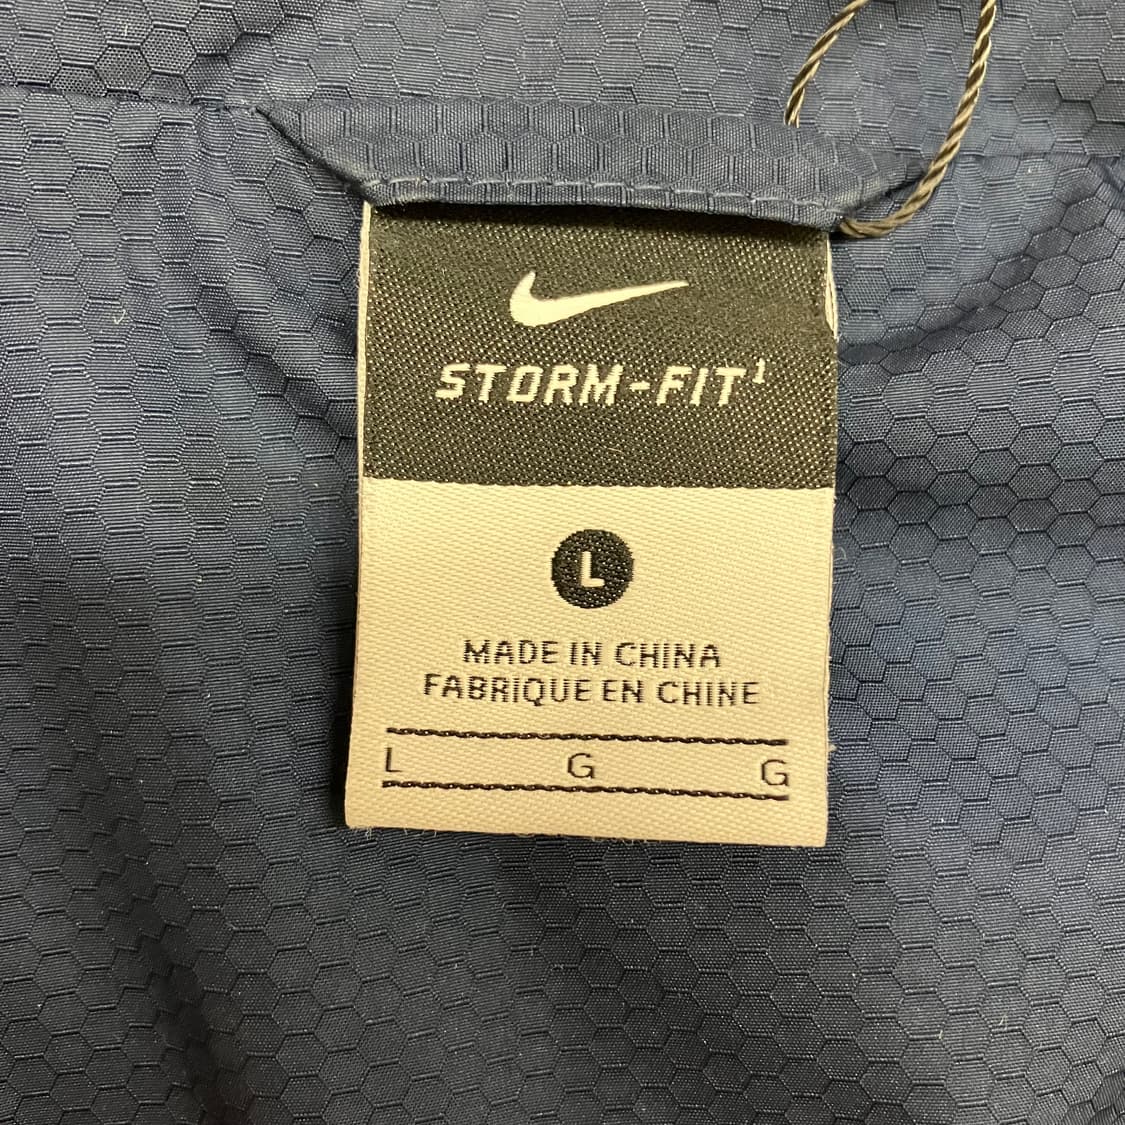 STORM-FIT¹
L
MADE IN CHINA
FABRIQUE EN CHINE
L G G